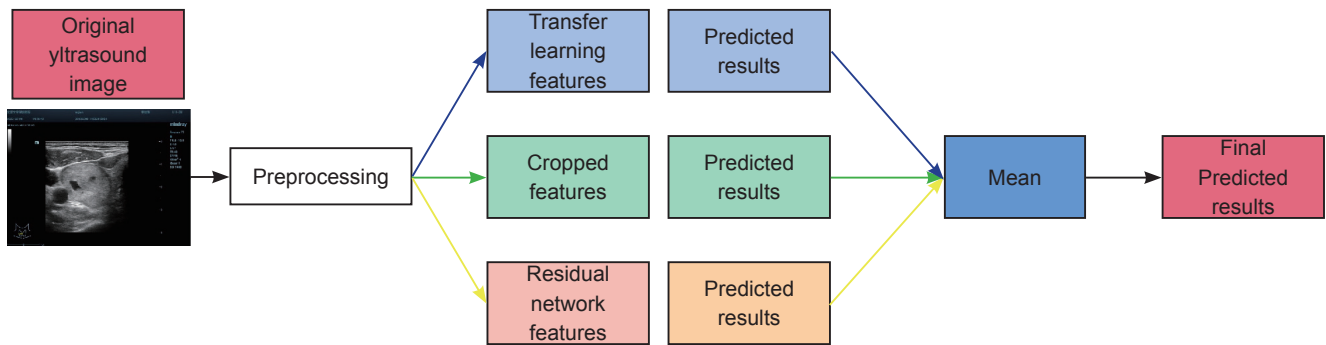 Original
yltrasound
image
Preprocessing
Transfer
learning
features
Predicted
results
Cropped
features
Predicted
results
Residual
network
features
Predicted
results
Mean
Final
Predicted
results